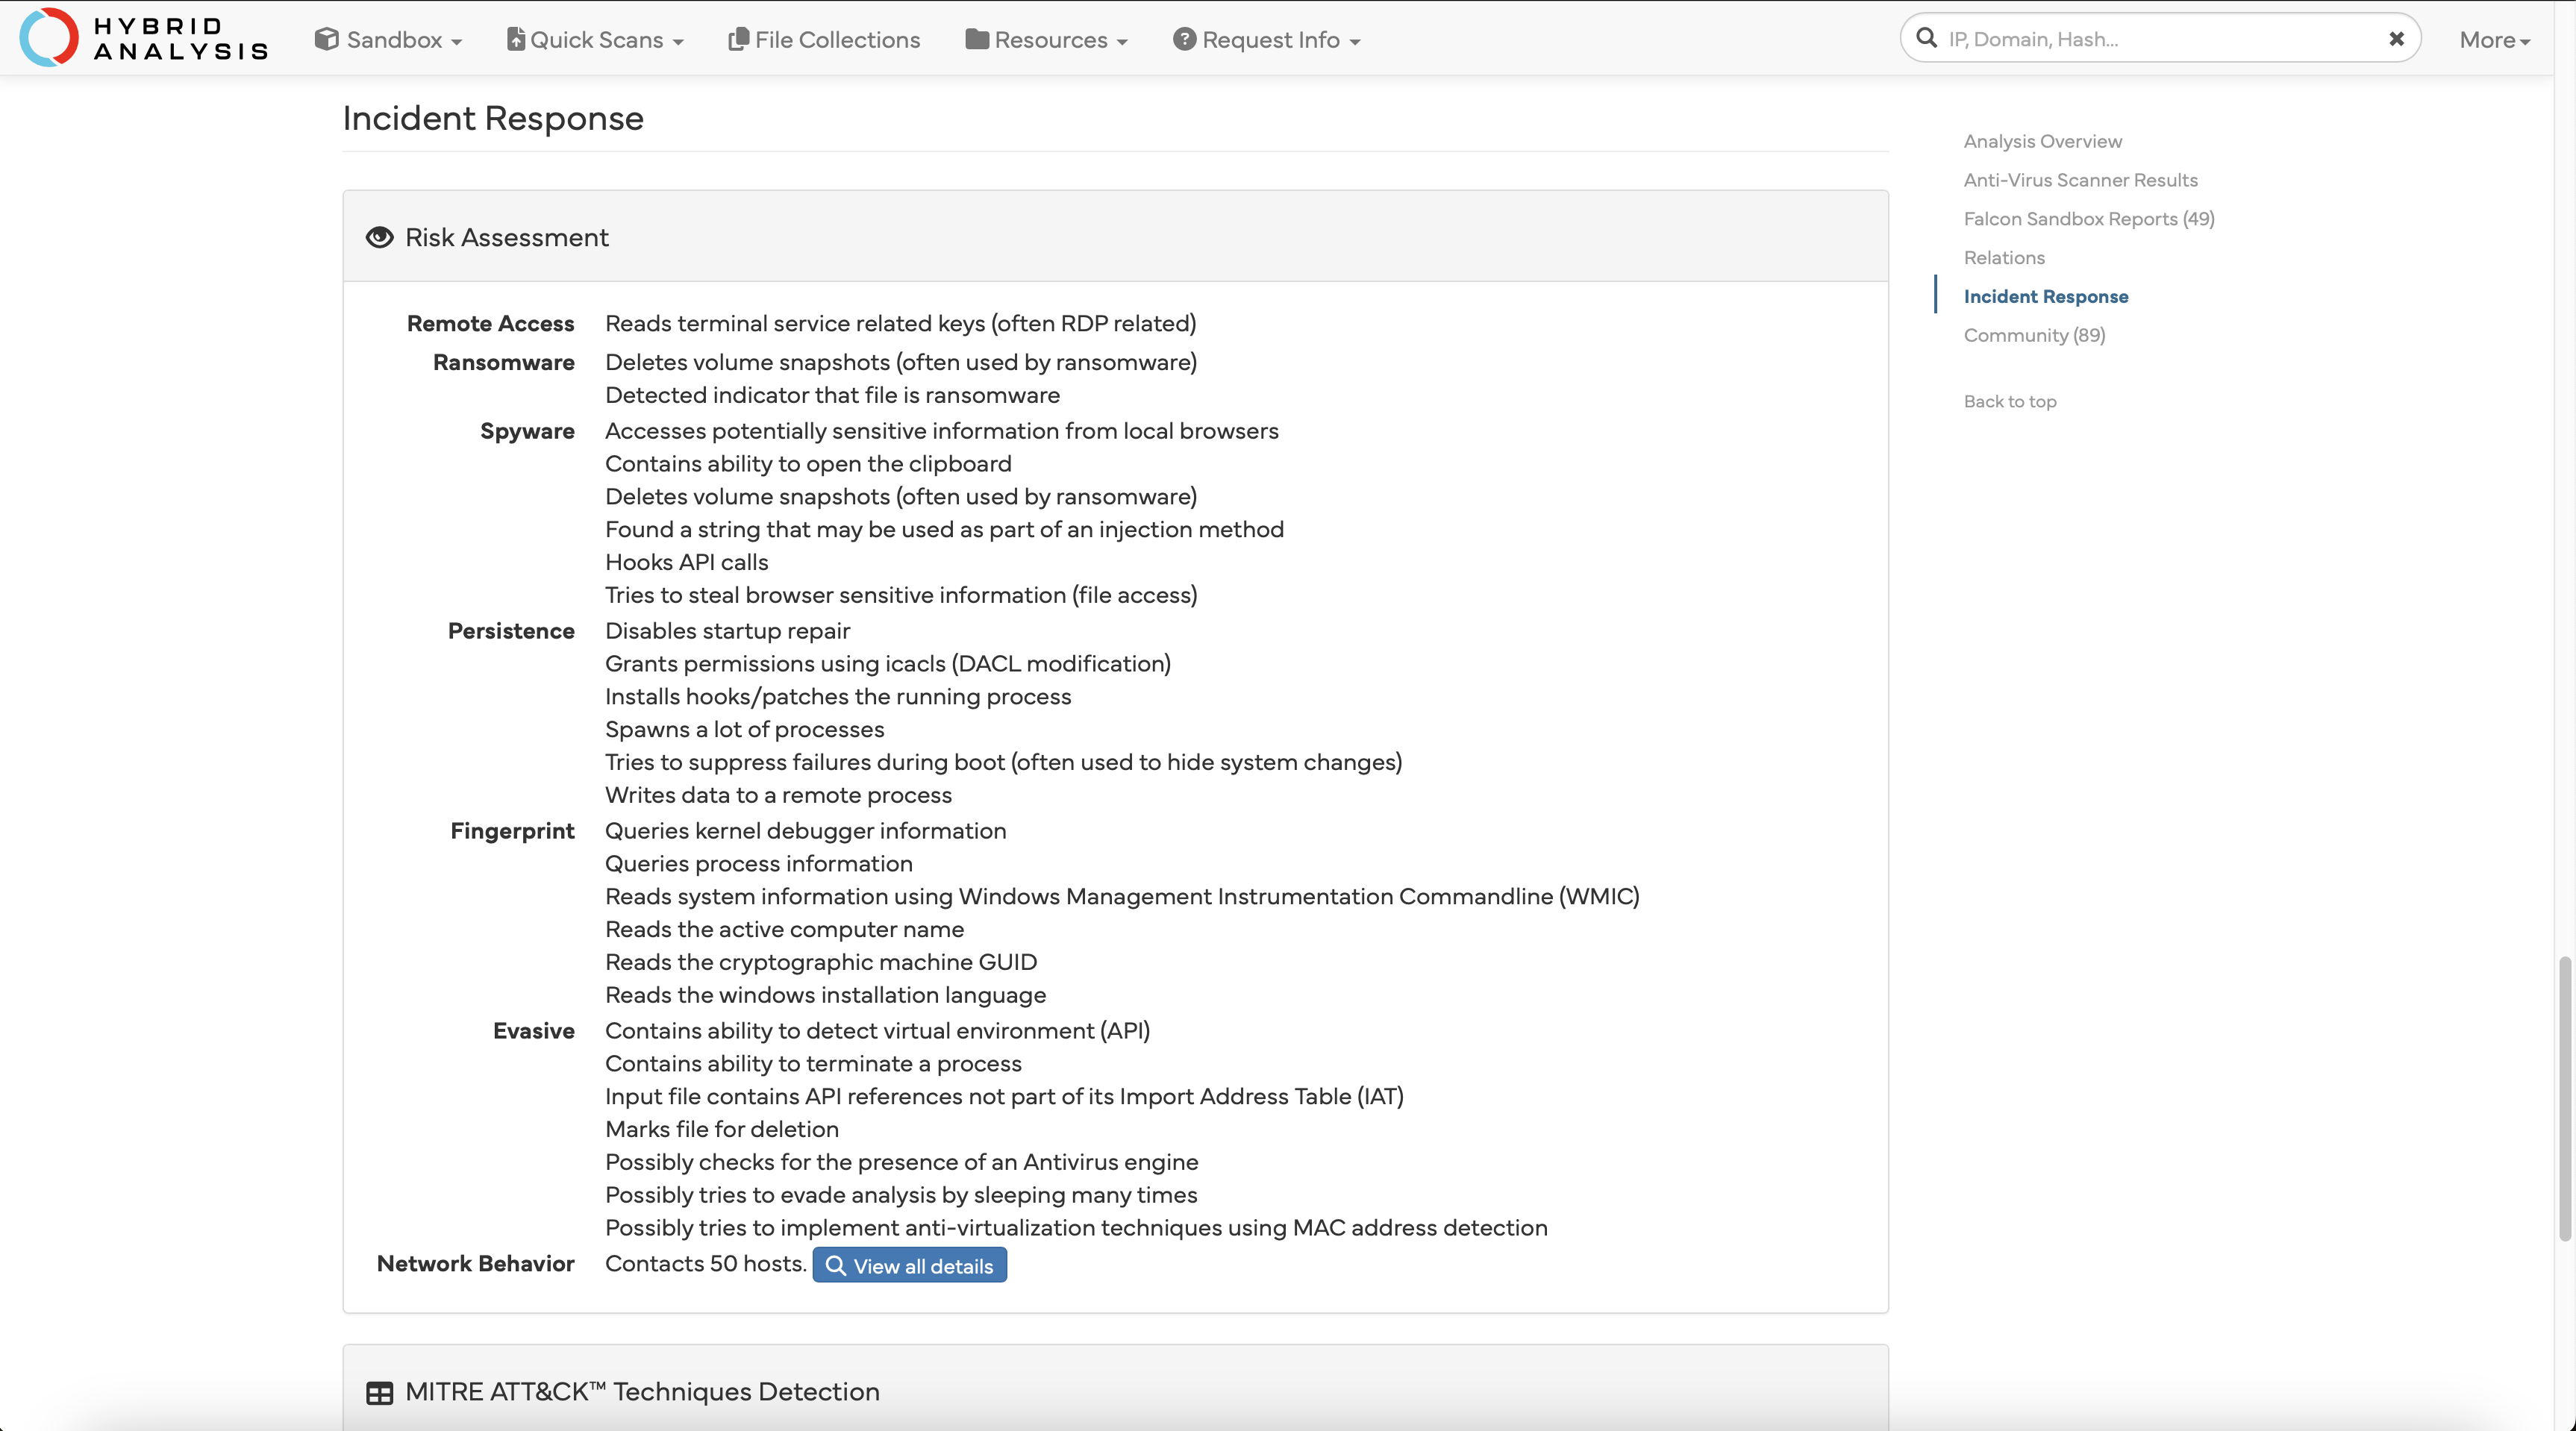 HYBRID
ANALYSIS
Sandbox
Quick Scans
File Collections
Resources
Request Info
IP, Domain, Hash...
More
Incident Response
Risk Assessment
Remote Access Reads terminal service related keys (often RDP related)
Ransomware Deletes volume snapshots (often used by ransomware)
Detected indicator that file is ransomware
Spyware Accesses potentially sensitive information from local browsers
Contains ability to open the clipboard
Deletes volume snapshots (often used by ransomware)
Found a string that may be used as part of an injection method
Hooks API calls
Tries to steal browser sensitive information (file access)
Persistence Disables startup repair
Grants permissions using icacls (DACL modification)
Installs hooks/patches the running process
Spawns a lot of processes
Tries to suppress failures during boot (often used to hide system changes)
Writes data to a remote process
Fingerprint Queries kernel debugger information
Queries process information
Reads system information using Windows Management Instrumentation Commandline (WMIC)
Reads the active computer name
Reads the cryptographic machine GUID
Reads the windows installation language
Evasive Contains ability to detect virtual environment (API)
Contains ability to terminate a process
Input file contains API references not part of its Import Address Table (IAT)
Marks file for deletion
Possibly checks for the presence of an Antivirus engine
Possibly tries to evade analysis by sleeping many times
Possibly tries to implement anti-virtualization techniques using MAC address detection
Network Behavior Contacts 50 hosts. View all details
MITRE ATT&CK™ Techniques Detection
Analysis Overview
Anti-Virus Scanner Results
Falcon Sandbox Reports (49)
Relations
Incident Response
Community (89)
Back to top